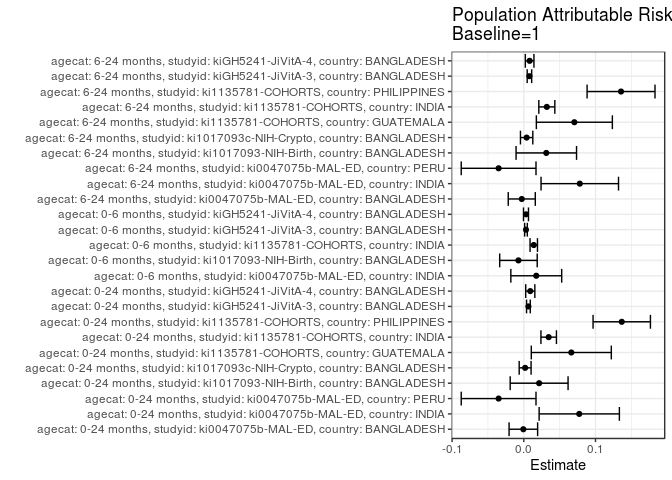 Population Attributable Risk
Baseline=1
agecat: 6-24 months, studyid: kiGH5241-JiVitA-4, country: BANGLADESH
agecat: 6-24 months, studyid: kiGH5241-JiVitA-3, country: BANGLADESH
agecat: 6-24 months, studyid: ki1135781-COHORTS, country: PHILIPPINES
agecat: 6-24 months, studyid: ki1135781-COHORTS, country: INDIA
agecat: 6-24 months, studyid: ki1135781-COHORTS, country: GUATEMALA
agecat: 6-24 months, studyid: ki1017093c-NIH-Crypto, country: BANGLADESH
agecat: 6-24 months, studyid: ki1017093-NIH-Birth, country: BANGLADESH
agecat: 6-24 months, studyid: ki0047075b-MAL-ED, country: PERU
agecat: 6-24 months, studyid: ki0047075b-MAL-ED, country: INDIA
agecat: 6-24 months, studyid: ki0047075b-MAL-ED, country: BANGLADESH
agecat: 0-6 months, studyid: kiGH5241-JiVitA-4, country: BANGLADESH
agecat: 0-6 months, studyid: kiGH5241-JiVitA-3, country: BANGLADESH
agecat: 0-6 months, studyid: ki1135781-COHORTS, country: INDIA
agecat: 0-6 months, studyid: ki1017093-NIH-Birth, country: BANGLADESH
agecat: 0-6 months, studyid: ki0047075b-MAL-ED, country: INDIA
agecat: 0-24 months, studyid: kiGH5241-JiVitA-4, country: BANGLADESH
agecat: 0-24 months, studyid: kiGH5241-JiVitA-3, country: BANGLADESH
agecat: 0-24 months, studyid: ki1135781-COHORTS, country: PHILIPPINES
agecat: 0-24 months, studyid: ki1135781-COHORTS, country: INDIA
agecat: 0-24 months, studyid: ki1135781-COHORTS, country: GUATEMALA
agecat: 0-24 months, studyid: ki1017093c-NIH-Crypto, country: BANGLADESH
agecat: 0-24 months, studyid: ki1017093-NIH-Birth, country: BANGLADESH
agecat: 0-24 months, studyid: ki0047075b-MAL-ED, country: PERU
agecat: 0-24 months, studyid: ki0047075b-MAL-ED, country: INDIA
agecat: 0-24 months, studyid: ki0047075b-MAL-ED, country: BANGLADESH
-0.1 0.0 0.1
Estimate